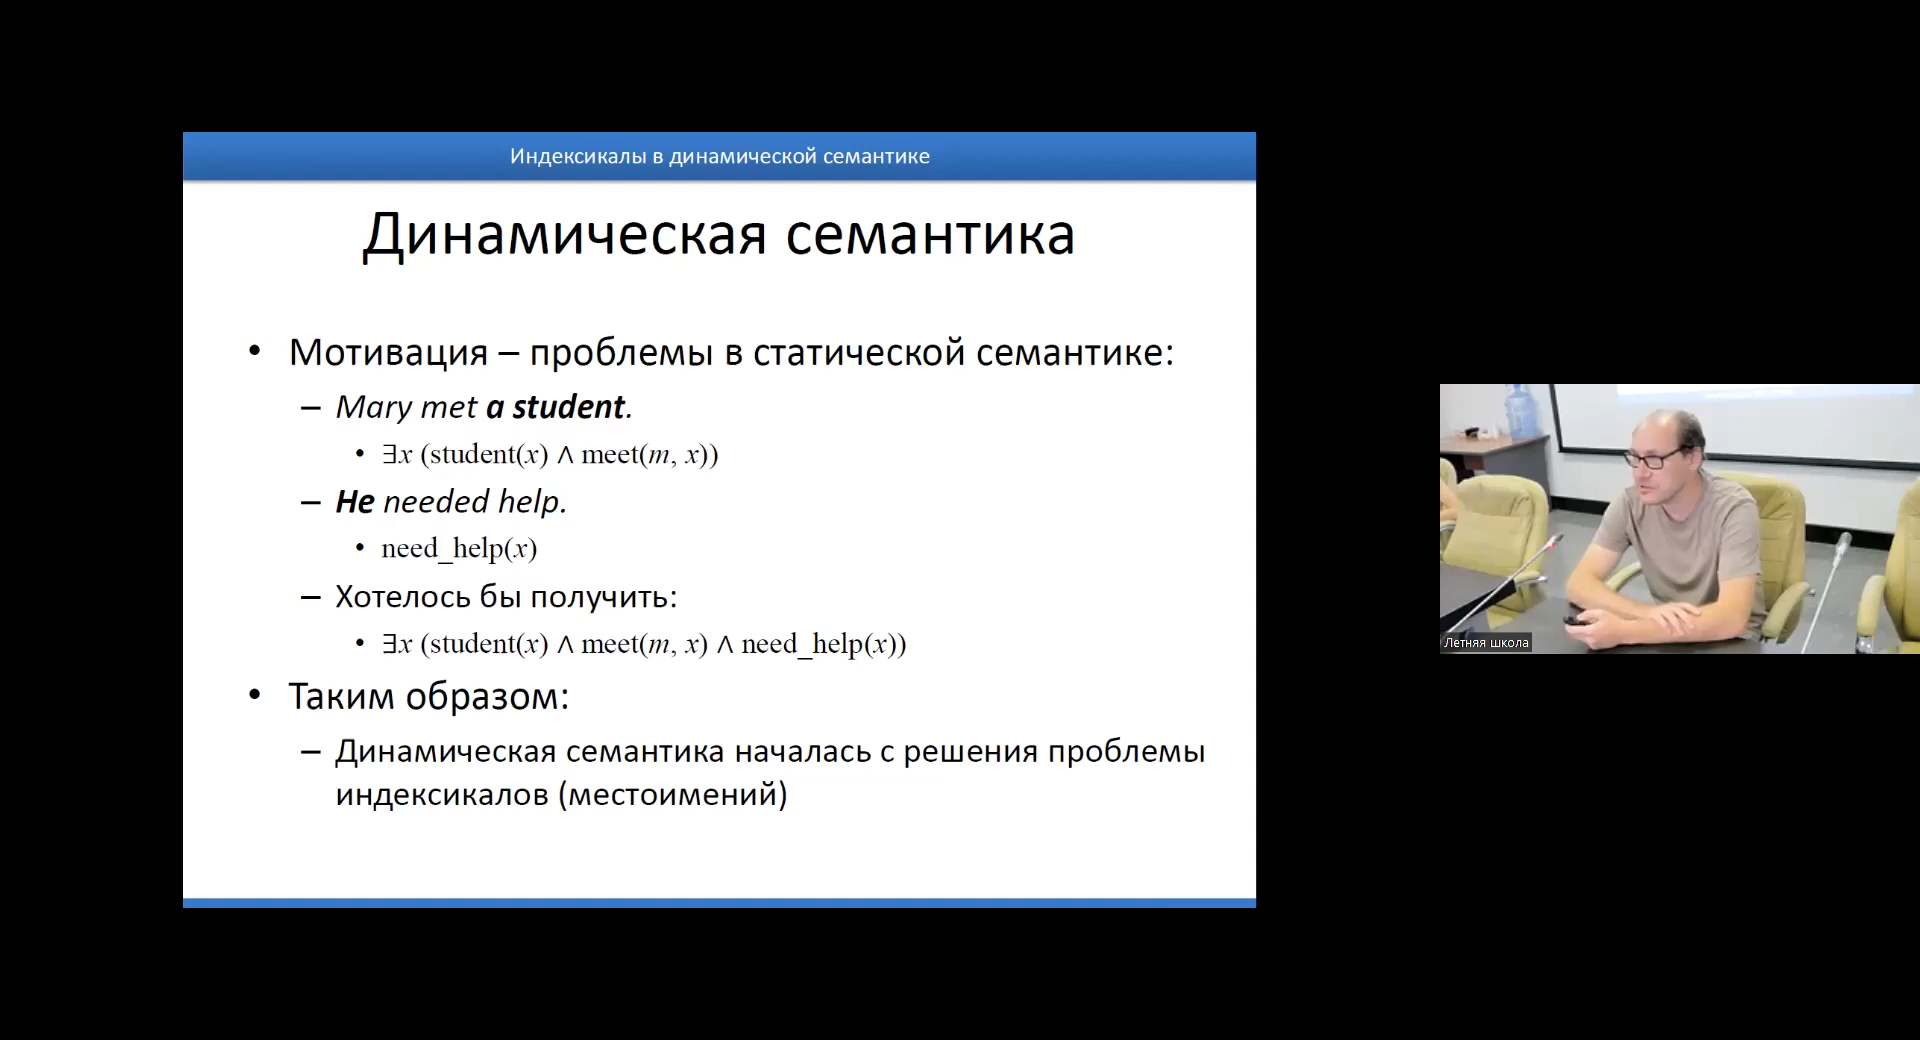 Индексикалы в динамической семантике
Динамическая семантика
• Мотивация – проблемы в статической семантике:
– Mary met a student.
• ∃x (student(x) ∧ meet(m, x))
– He needed help.
• need_help(x)
– Хотелось бы получить:
• ∃x (student(x) ∧ meet(m, x) ∧ need_help(x))
• Таким образом:
– Динамическая семантика началась с решения проблемы
индексикалов (местоимений)
Летняя школа